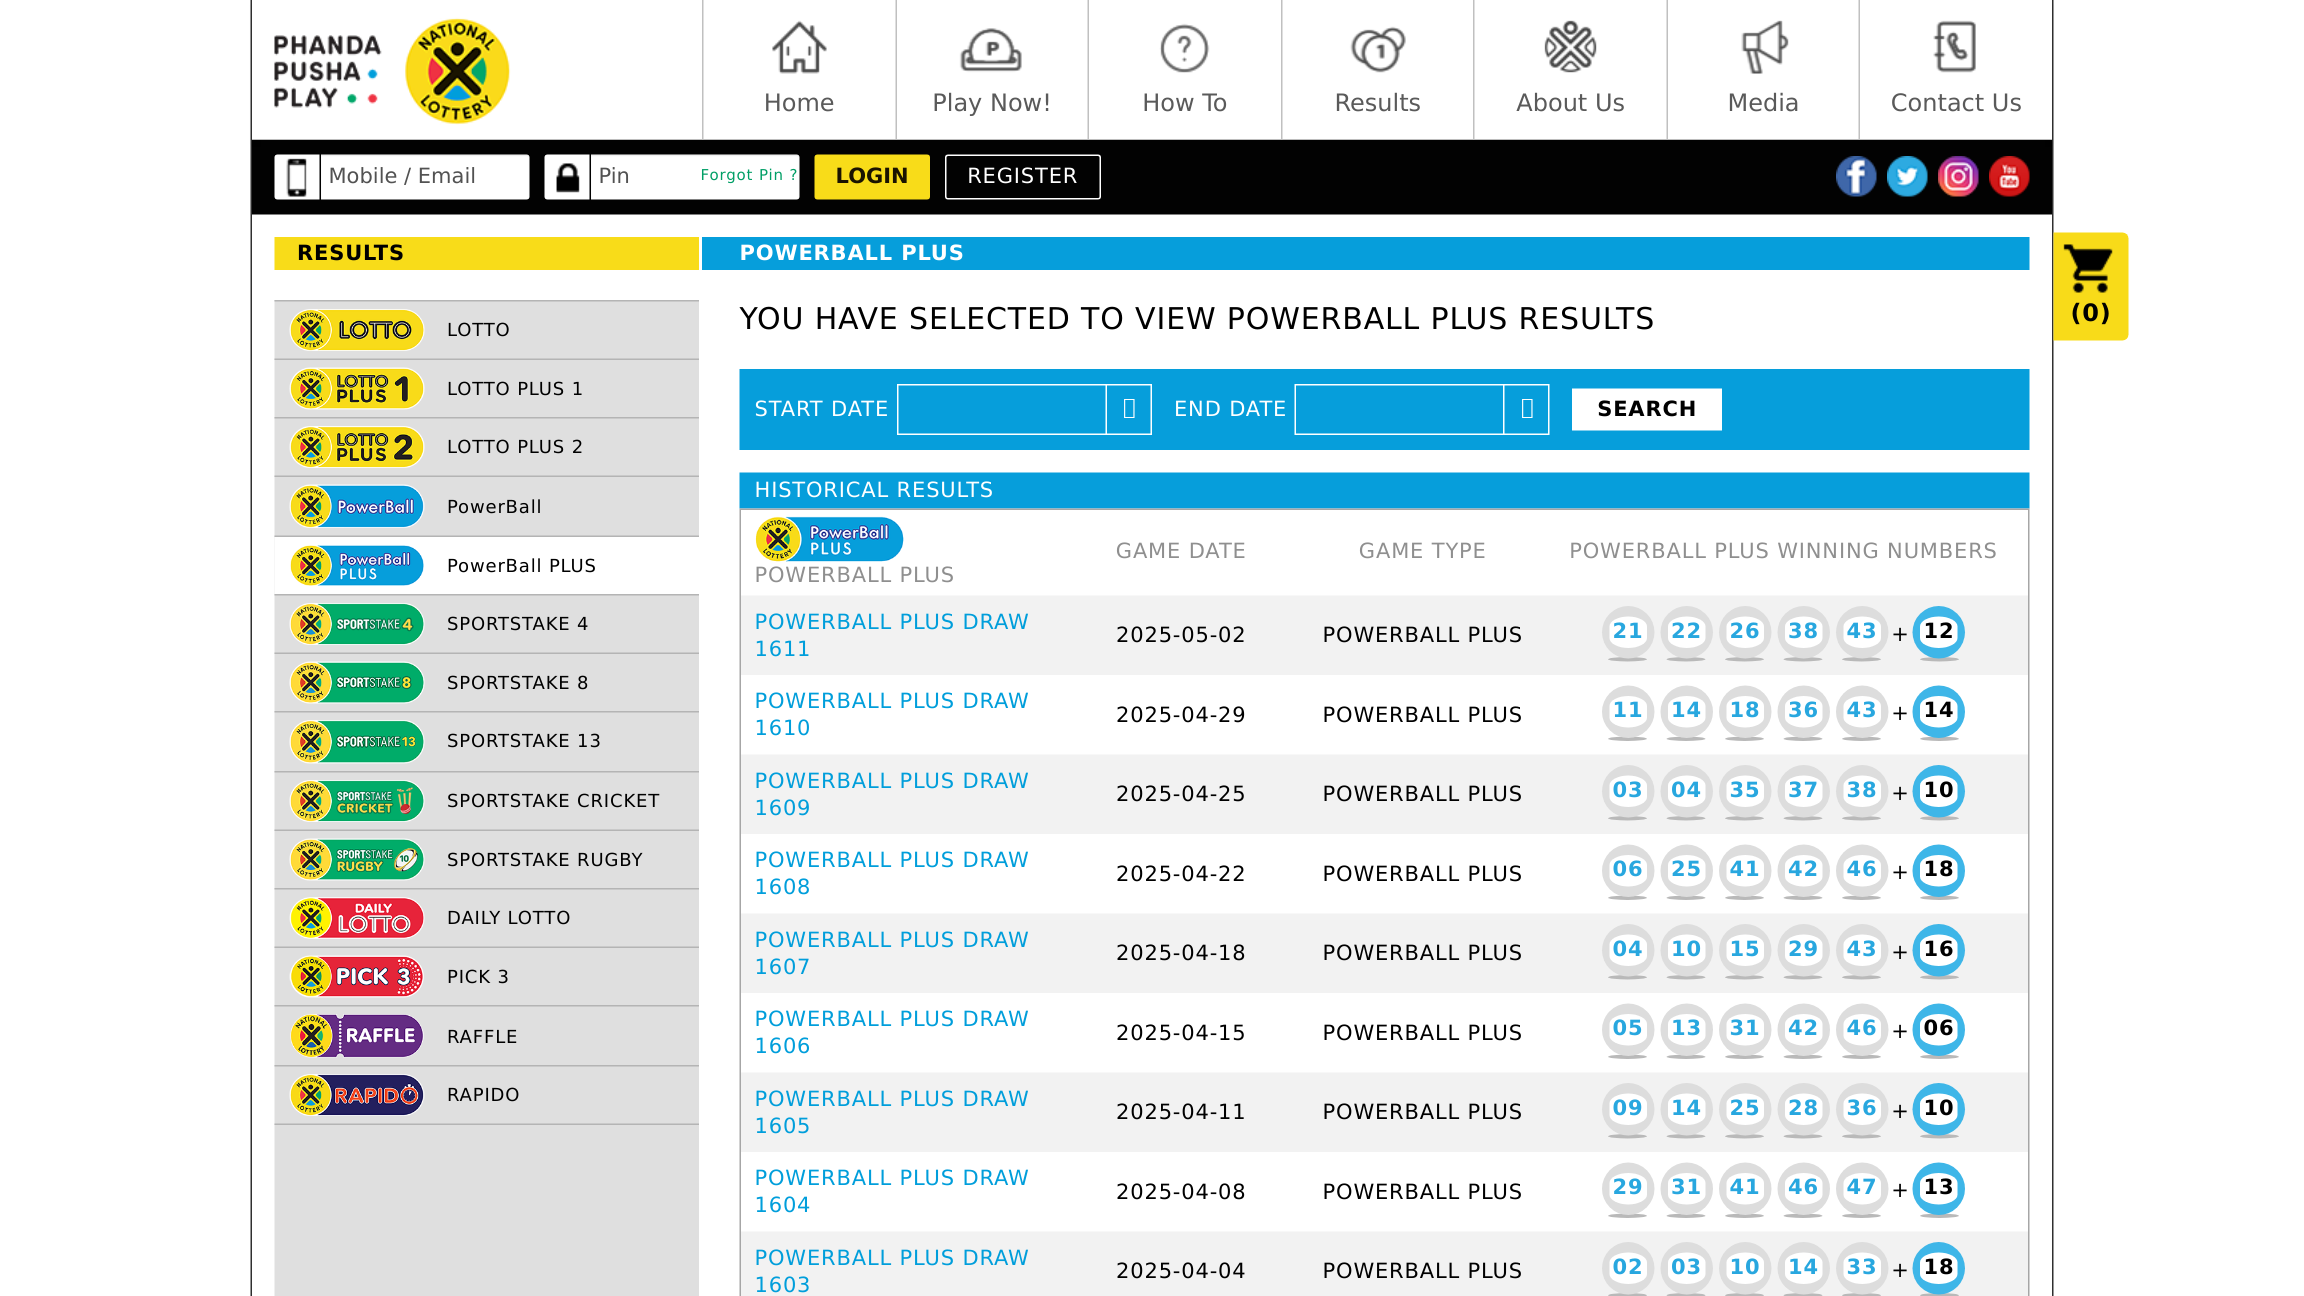 PHANDA
PUSHA
PLAY
NATIONAL
LOTTERY
Home
Play Now!
How To
Results
About Us
Media
Contact Us
Mobile / Email
Pin
Forgot Pin ?
LOGIN
REGISTER
You
Tube
RESULTS
POWERBALL PLUS
(0)
YOU HAVE SELECTED TO VIEW POWERBALL PLUS RESULTS
LOTTO LOTTO
LOTTO PLUS 1 LOTTO PLUS 1
LOTTO PLUS 2 LOTTO PLUS 2
PowerBall PowerBall
PowerBall PLUS PowerBall PLUS
SPORTSTAKE 4 SPORTSTAKE 4
SPORTSTAKE 8 SPORTSTAKE 8
SPORTSTAKE 13 SPORTSTAKE 13
SPORTSTAKE CRICKET SPORTSTAKE CRICKET
SPORTSTAKE RUGBY 10 SPORTSTAKE RUGBY
DAILY LOTTO DAILY LOTTO
PICK 3 PICK 3
RAFFLE RAFFLE
RAPIDO RAPIDO
START DATE
END DATE
SEARCH
HISTORICAL RESULTS
PowerBall
PLUS
POWERBALL PLUS
GAME DATE
GAME TYPE
POWERBALL PLUS WINNING NUMBERS
POWERBALL PLUS DRAW
1611
2025-05-02 POWERBALL PLUS 21 22 26 38 43 + 12
POWERBALL PLUS DRAW
1610
2025-04-29 POWERBALL PLUS 11 14 18 36 43 + 14
POWERBALL PLUS DRAW
1609
2025-04-25 POWERBALL PLUS 03 04 35 37 38 + 10
POWERBALL PLUS DRAW
1608
2025-04-22 POWERBALL PLUS 06 25 41 42 46 + 18
POWERBALL PLUS DRAW
1607
2025-04-18 POWERBALL PLUS 04 10 15 29 43 + 16
POWERBALL PLUS DRAW
1606
2025-04-15 POWERBALL PLUS 05 13 31 42 46 + 06
POWERBALL PLUS DRAW
1605
2025-04-11 POWERBALL PLUS 09 14 25 28 36 + 10
POWERBALL PLUS DRAW
1604
2025-04-08 POWERBALL PLUS 29 31 41 46 47 + 13
POWERBALL PLUS DRAW
1603
2025-04-04 POWERBALL PLUS 02 03 10 14 33 + 18